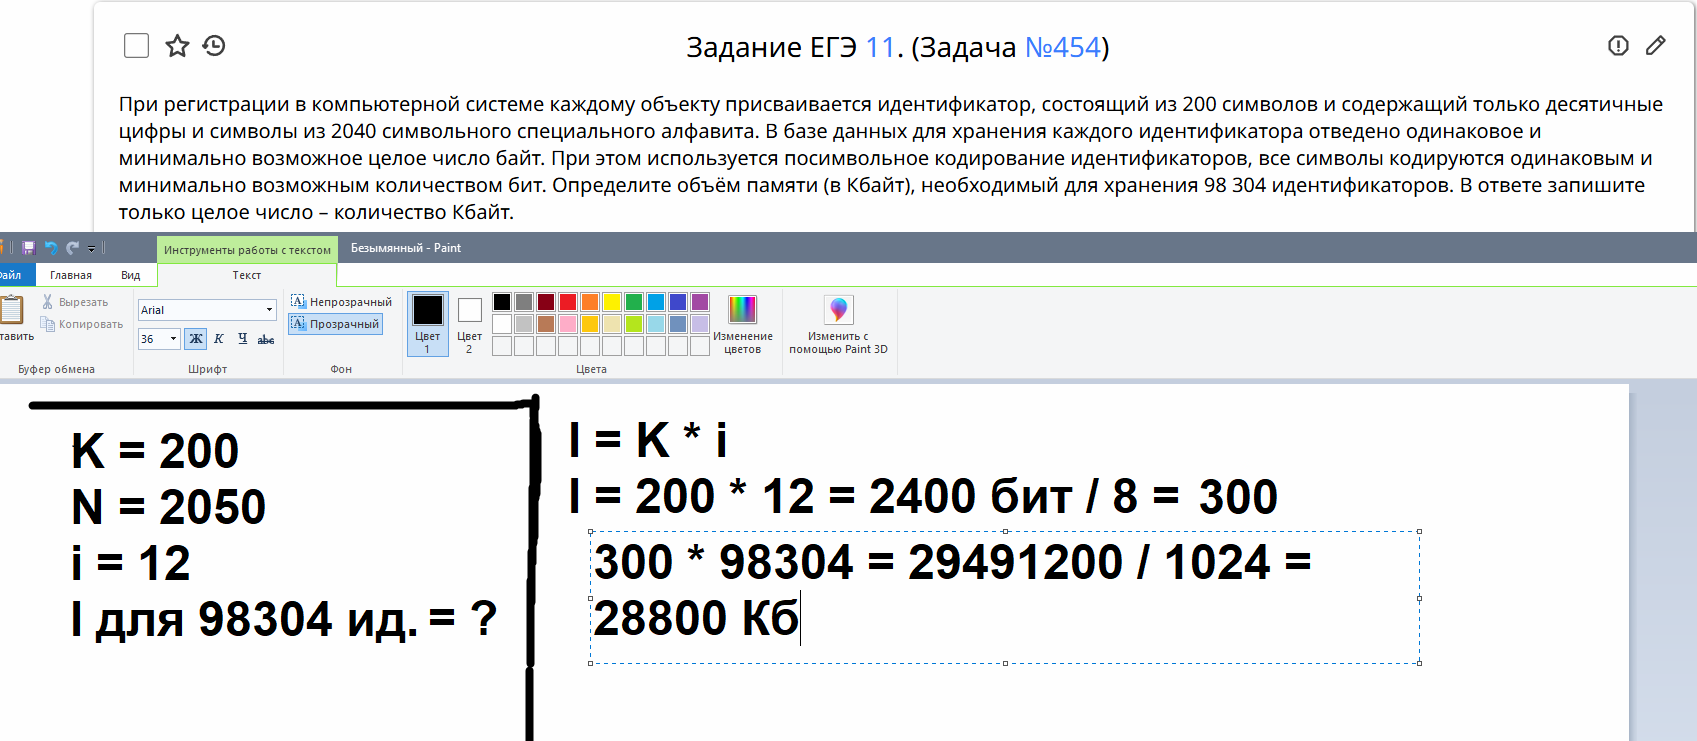 Задание ЕГЭ 11. (Задача №454)
При регистрации в компьютерной системе каждому объекту присваивается идентификатор, состоящий из 200 символов и содержащий только десятичные
цифры и символы из 2040 символьного специального алфавита. В базе данных для хранения каждого идентификатора отведено одинаковое и
минимально возможное целое число байт. При этом используется посимвольное кодирование идентификаторов, все символы кодируются одинаковым и
минимально возможным количеством бит. Определите объём памяти (в Кбайт), необходимый для хранения 98 304 идентификаторов. В ответе запишите
только целое число – количество Кбайт.
Инструменты работы с текстом Безымянный - Paint
айл Главная Вид Текст
Вырезать
Копировать
тавить
Буфер обмена
Arial
36 Ж К Ч abc
Шрифт
Непрозрачный
Прозрачный
Фон
Цвет 1
Цвет 2
Изменение цветов
Цвета
Изменить с помощью Paint 3D
K = 200
N = 2050
i = 12
I для 98304 ид. = ?
I = K * i
I = 200 * 12 = 2400 бит / 8 = 300
300 * 98304 = 29491200 / 1024 =
28800 Кб